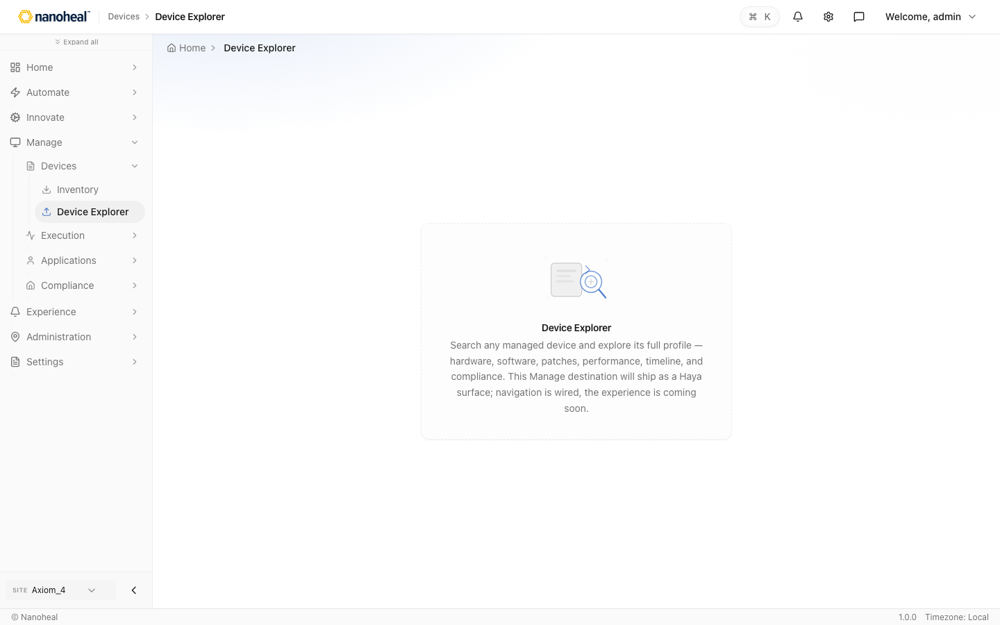 nanoheal™
Devices
Device Explorer
⌘ K
Welcome, admin
Expand all
Home
Automate
Innovate
Manage
Devices
Inventory
Device Explorer
Execution
Applications
Compliance
Experience
Administration
Settings
SITE Axiom_4
Home
Device Explorer
Device Explorer
Search any managed device and explore its full profile —
hardware, software, patches, performance, timeline, and
compliance. This Manage destination will ship as a Haya
surface; navigation is wired, the experience is coming
soon.
© Nanoheal
1.0.0
Timezone: Local